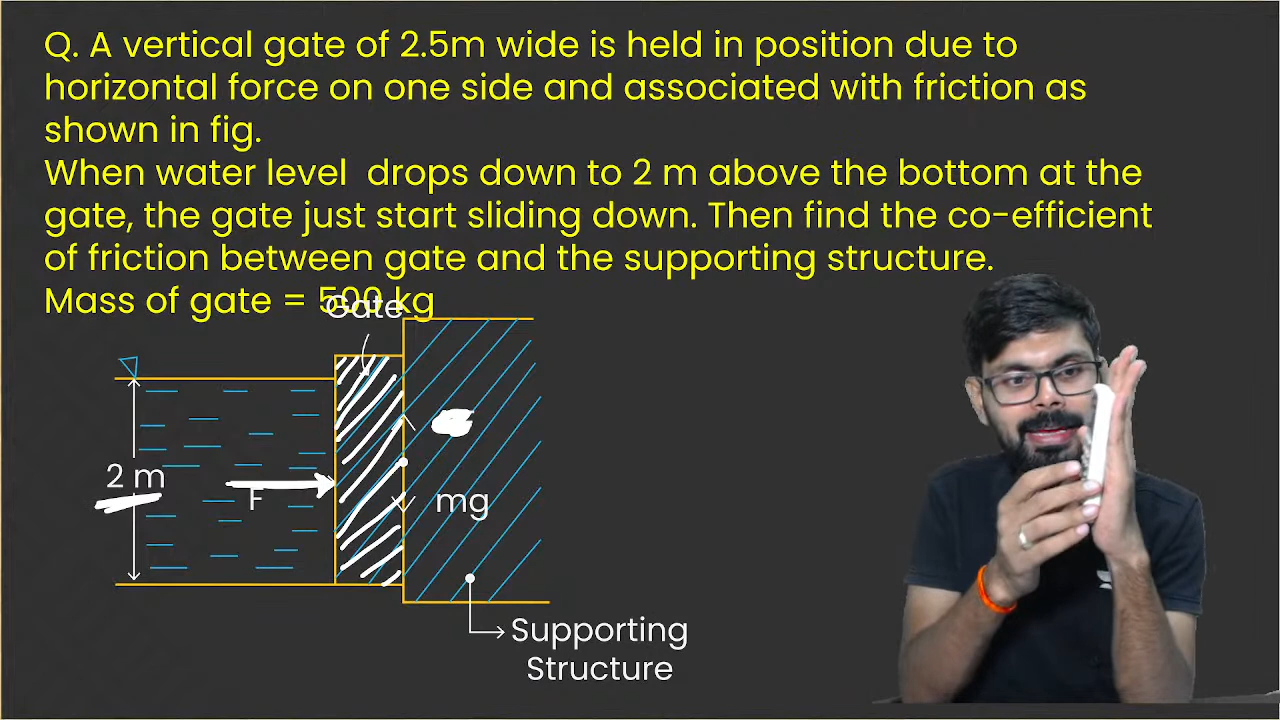 Q. A vertical gate of 2.5m wide is held in position due to
horizontal force on one side and associated with friction as
shown in fig.
When water level drops down to 2 m above the bottom at the
gate, the gate just start sliding down. Then find the co-efficient
of friction between gate and the supporting structure.
Mass of gate = 500 kg
Gate
2 m
F
mg
Supporting
Structure